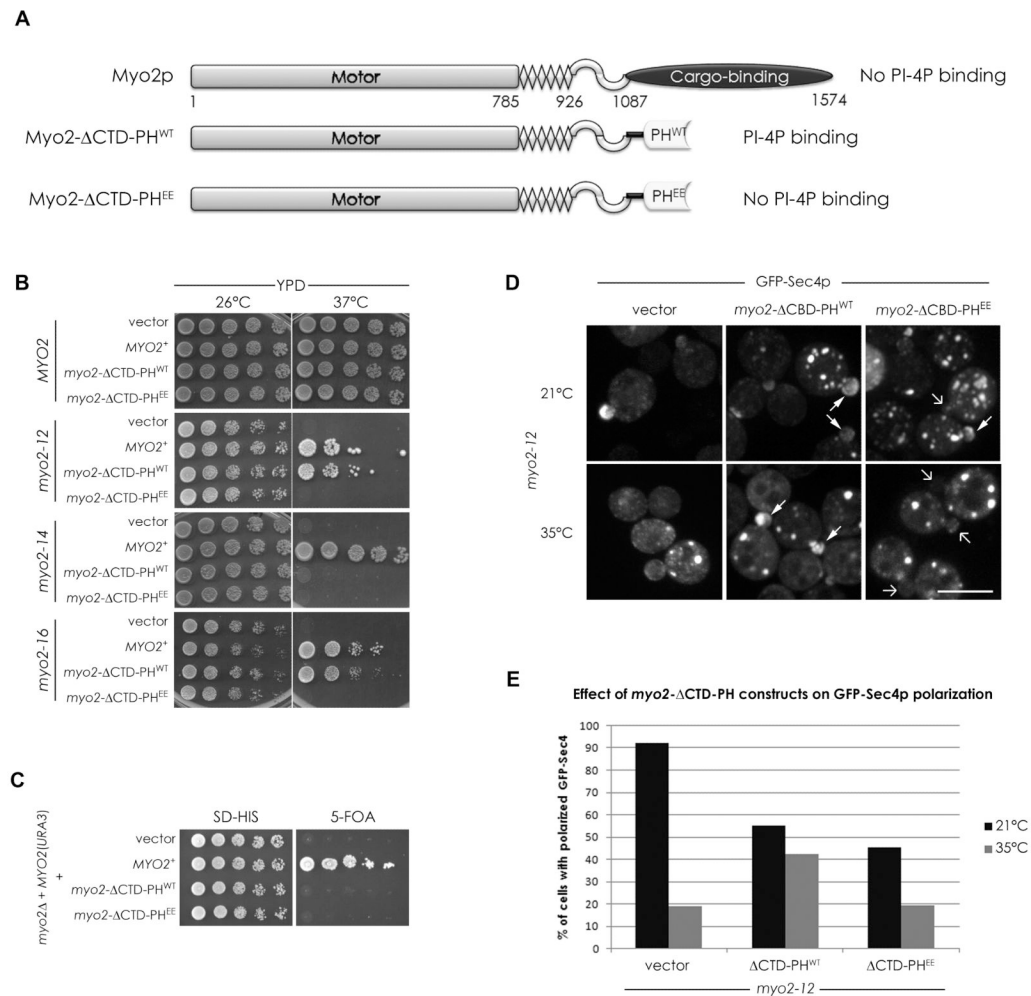 A
Myo2p
Motor
Cargo-binding
No PI-4P binding
1
785
926
1087
1574
Myo2-ΔCTD-PHWT
Motor
PHWT
PI-4P binding
Myo2-ΔCTD-PHEE
Motor
PHEE
No PI-4P binding
B
YPD
26°C
37°C
MYO2
vector
MYO2+
myo2-ΔCTD-PHWT
myo2-ΔCTD-PHEE
myo2-12
vector
MYO2+
myo2-ΔCTD-PHWT
myo2-ΔCTD-PHEE
myo2-14
vector
MYO2+
myo2-ΔCTD-PHWT
myo2-ΔCTD-PHEE
myo2-16
vector
MYO2+
myo2-ΔCTD-PHWT
myo2-ΔCTD-PHEE
C
SD-HIS
5-FOA
myo2Δ + MYO2(URA3)
+
vector
MYO2+
myo2-ΔCTD-PHWT
myo2-ΔCTD-PHEE
D
GFP-Sec4p
vector
myo2-ΔCBD-PHWT
myo2-ΔCBD-PHEE
21°C
myo2-12
35°C
E
Effect of myo2-ΔCTD-PH constructs on GFP-Sec4p polarization
% of cells with polarized GFP-Sec4
100
90
80
70
60
50
40
30
20
10
0
21°C
35°C
vector
ΔCTD-PHWT
ΔCTD-PHEE
myo2-12